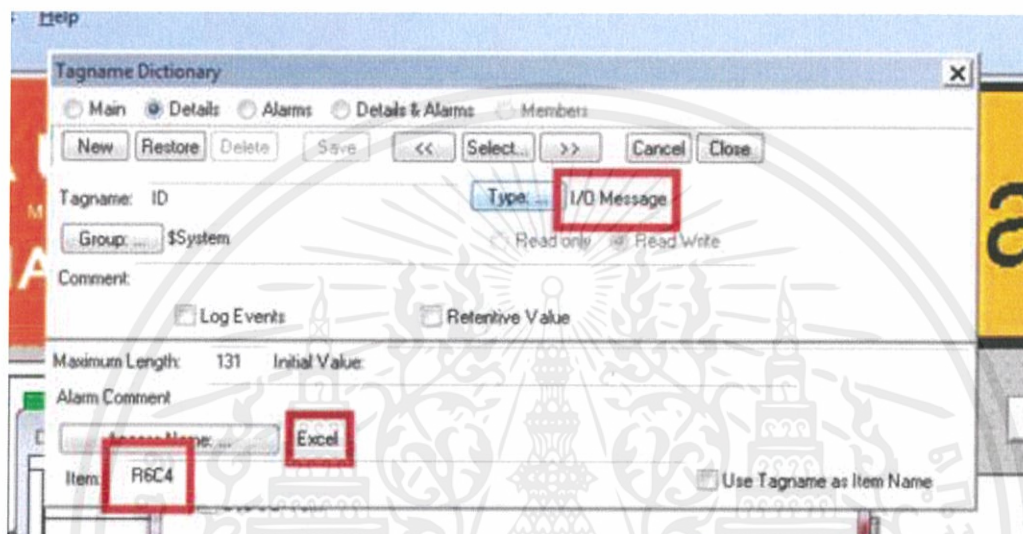 Help
Tagname Dictionary
Main Details Alarms Details & Alarms Members
New Restore Delete Save << Select... >> Cancel Close
Tagname: ID Type: ... I/O Message
Group: ... $System Read only Read Write
Comment:
Log Events Retentive Value
Maximum Length: 131 Initial Value:
Alarm Comment
Access Name: ... Excel
Item: R6C4 Use Tagname as Item Name